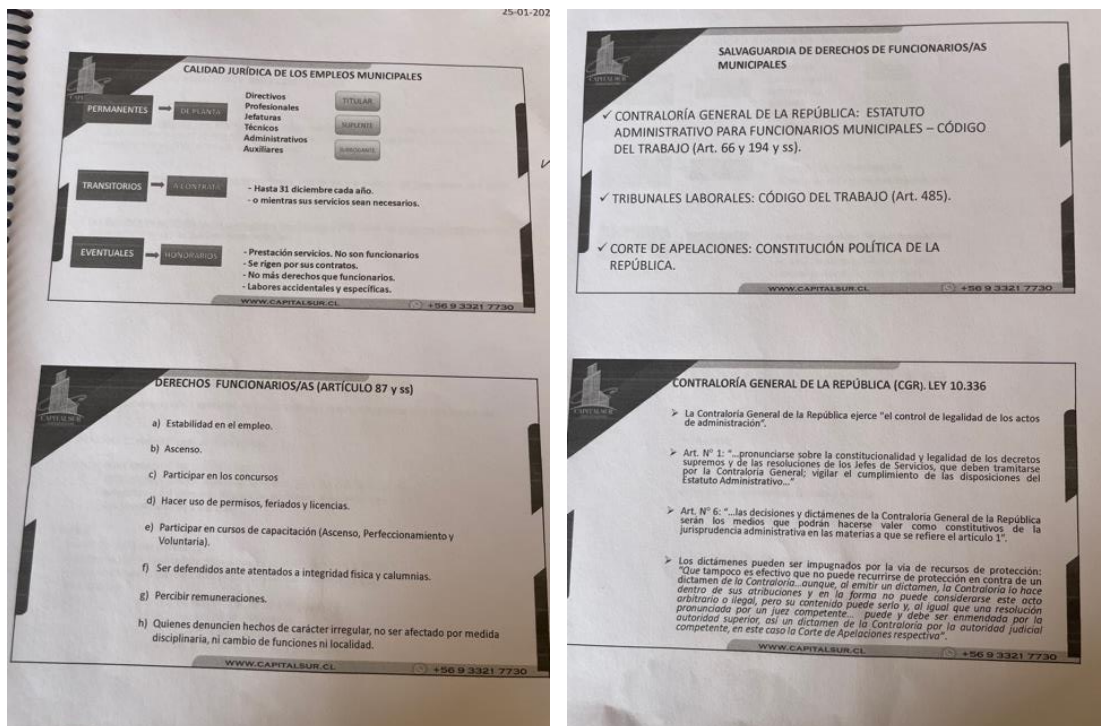 25-01-202
CALIDAD JURÍDICA DE LOS EMPLEOS MUNICIPALES
PERMANENTES
DE PLANTA
Directivos
Profesionales
Jefaturas
Técnicos
Administrativos
Auxiliares
TITULAR
SUPLENTE
SUBROGANTE
TRANSITORIOS
A CONTRATA
- Hasta 31 diciembre cada año.
- o mientras sus servicios sean necesarios.
EVENTUALES
HONORARIOS
- Prestación servicios. No son funcionarios
- Se rigen por sus contratos.
- No más derechos que funcionarios.
- Labores accidentales y específicas.
WWW.CAPITALSUR.CL +56 9 3321 7730
CAPITALSUR
DERECHOS FUNCIONARIOS/AS (ARTÍCULO 87 y ss)
a) Estabilidad en el empleo.
b) Ascenso.
c) Participar en los concursos
d) Hacer uso de permisos, feriados y licencias.
e) Participar en cursos de capacitación (Ascenso, Perfeccionamiento y
Voluntaria).
f) Ser defendidos ante atentados a integridad física y calumnias.
g) Percibir remuneraciones.
h) Quienes denuncien hechos de carácter irregular, no ser afectado por medida
disciplinaria, ni cambio de funciones ni localidad.
WWW.CAPITALSUR.CL +56 9 3321 7730
CAPITALSUR
SALVAGUARDIA DE DERECHOS DE FUNCIONARIOS/AS
MUNICIPALES
✓ CONTRALORÍA GENERAL DE LA REPÚBLICA: ESTATUTO
ADMINISTRATIVO PARA FUNCIONARIOS MUNICIPALES – CÓDIGO
DEL TRABAJO (Art. 66 y 194 y ss).
✓ TRIBUNALES LABORALES: CÓDIGO DEL TRABAJO (Art. 485).
✓ CORTE DE APELACIONES: CONSTITUCIÓN POLÍTICA DE LA
REPÚBLICA.
WWW.CAPITALSUR.CL +56 9 3321 7730
CAPITALSUR
CONTRALORÍA GENERAL DE LA REPÚBLICA (CGR). LEY 10.336
➢ La Contraloría General de la República ejerce "el control de legalidad de los actos
de administración".
➢ Art. N° 1: "...pronunciarse sobre la constitucionalidad y legalidad de los decretos
supremos y de las resoluciones de los Jefes de Servicios, que deben tramitarse
por la Contraloría General; vigilar el cumplimiento de las disposiciones del
Estatuto Administrativo..."
➢ Art. N° 6: "...las decisiones y dictámenes de la Contraloría General de la República
serán los medios que podrán hacerse valer como constitutivos de la
jurisprudencia administrativa en las materias a que se refiere el artículo 1".
➢ Los dictámenes pueden ser impugnados por la vía de recursos de protección:
"Que tampoco es efectivo que no puede recurrirse de protección en contra de un
dictamen de la Contraloría...aunque, al emitir un dictamen, la Contraloría lo hace
dentro de sus atribuciones y en la forma no puede considerarse este acto
arbitrario o ilegal, pero su contenido puede serlo y, al igual que una resolución
pronunciada por un juez competente... puede y debe ser enmendada por la
autoridad superior, así un dictamen de la Contraloría por la autoridad judicial
competente, en este caso la Corte de Apelaciones respectiva".
WWW.CAPITALSUR.CL +56 9 3321 7730